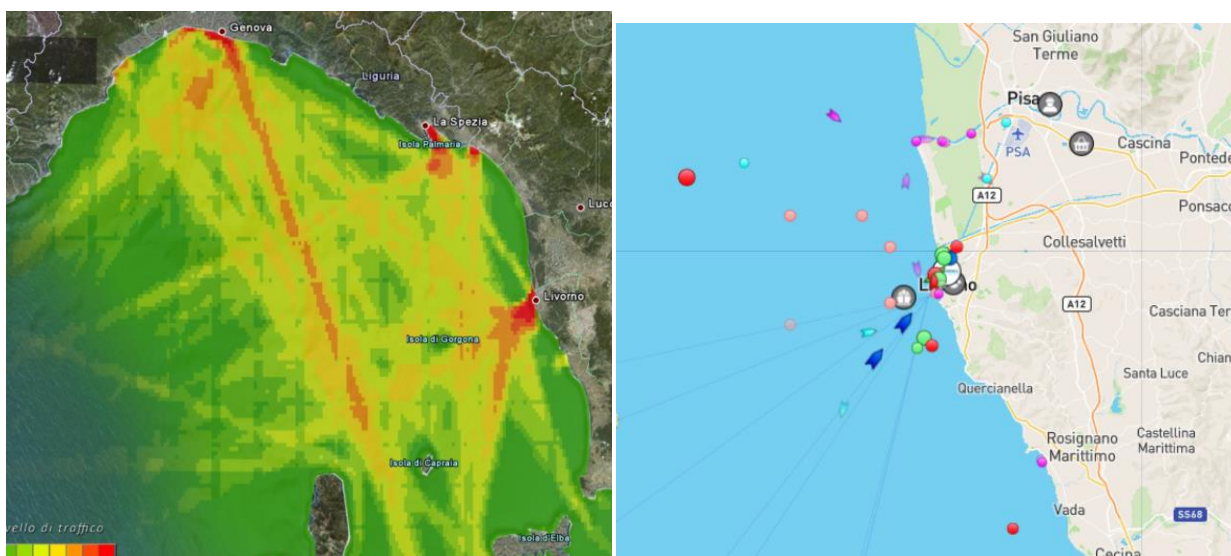 Genova
Liguria
La Spezia
Isola Palmaria
Lucc
Livorno
Isola di Gorgona
Isola di Capraia
Isola d'Elba
vello di traffico
San Giuliano
Terme
Pisa
PSA
Cascina
Pontede
A12
Ponsac
Collesalvetti
A12
Casciana Ter
Chian
Santa Luce
Quercianella
Rosignano
Marittimo
Castellina
Marittima
Vada
SS68
Cecina